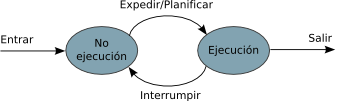 Expedir/Planificar
Entrar
No
ejecución
Ejecución
Salir
Interrumpir